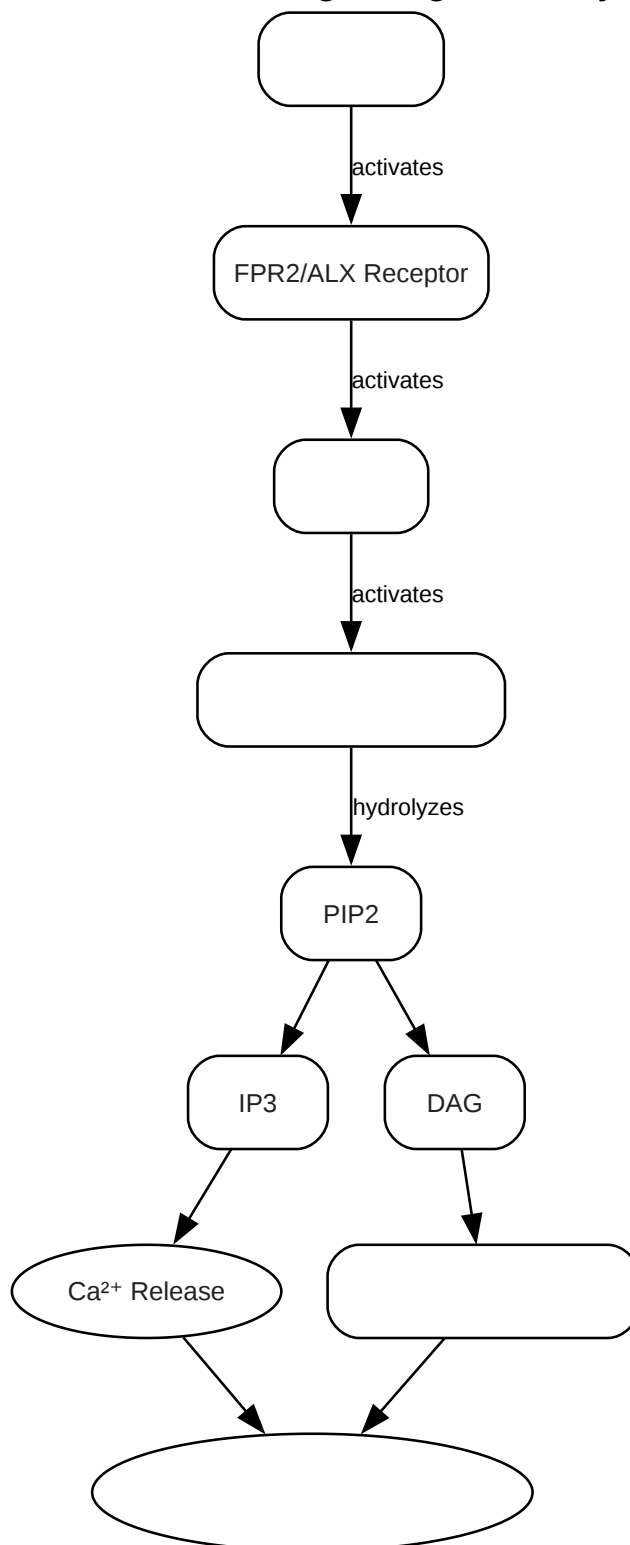 activates
FPR2/ALX Receptor
activates
activates
hydrolyzes
PIP2
IP3 DAG
Ca²⁺ Release